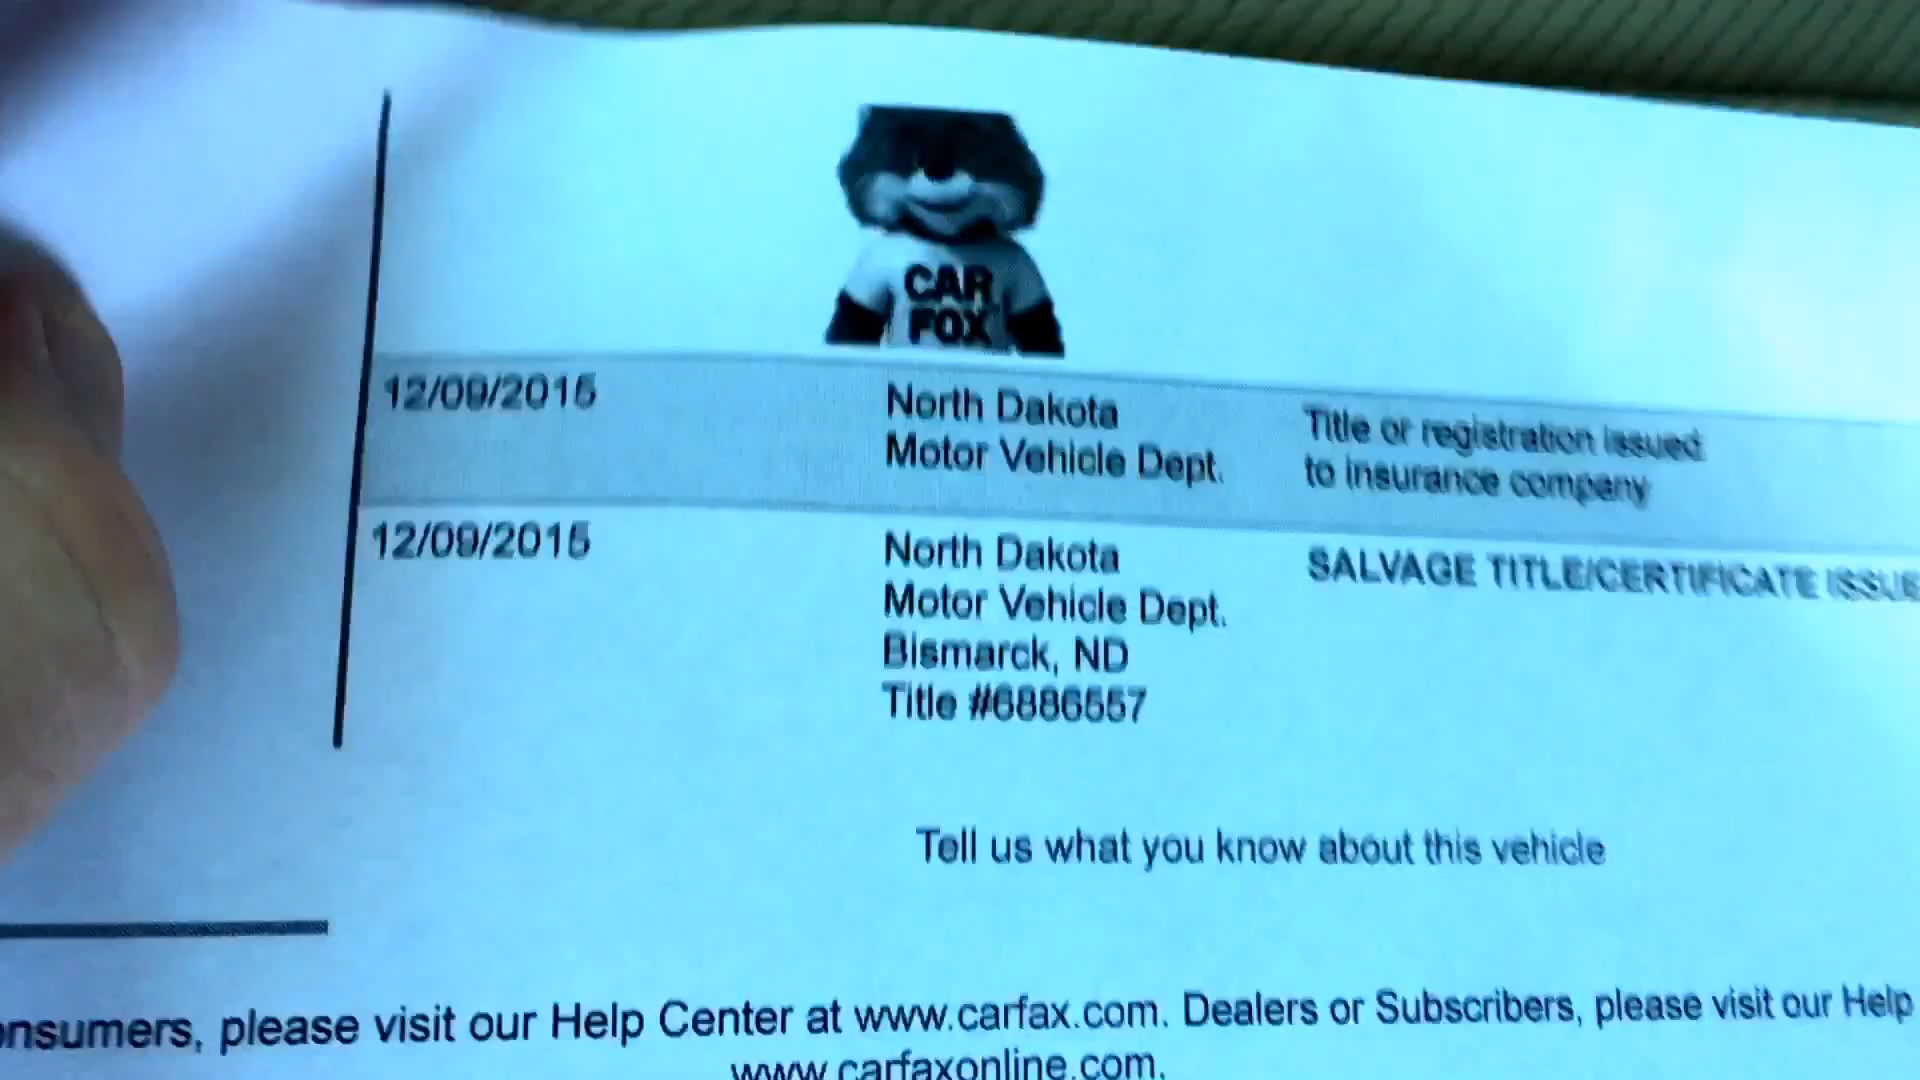 CAR
FOX
12/09/2015
North Dakota
Motor Vehicle Dept.
Title or registration issued
to insurance company
12/09/2015
North Dakota
Motor Vehicle Dept.
Bismarck, ND
Title #6886557
SALVAGE TITLE/CERTIFICATE ISSUE
Tell us what you know about this vehicle
onsumers, please visit our Help Center at www.carfax.com. Dealers or Subscribers, please visit our Help
www.carfaxonline.com.